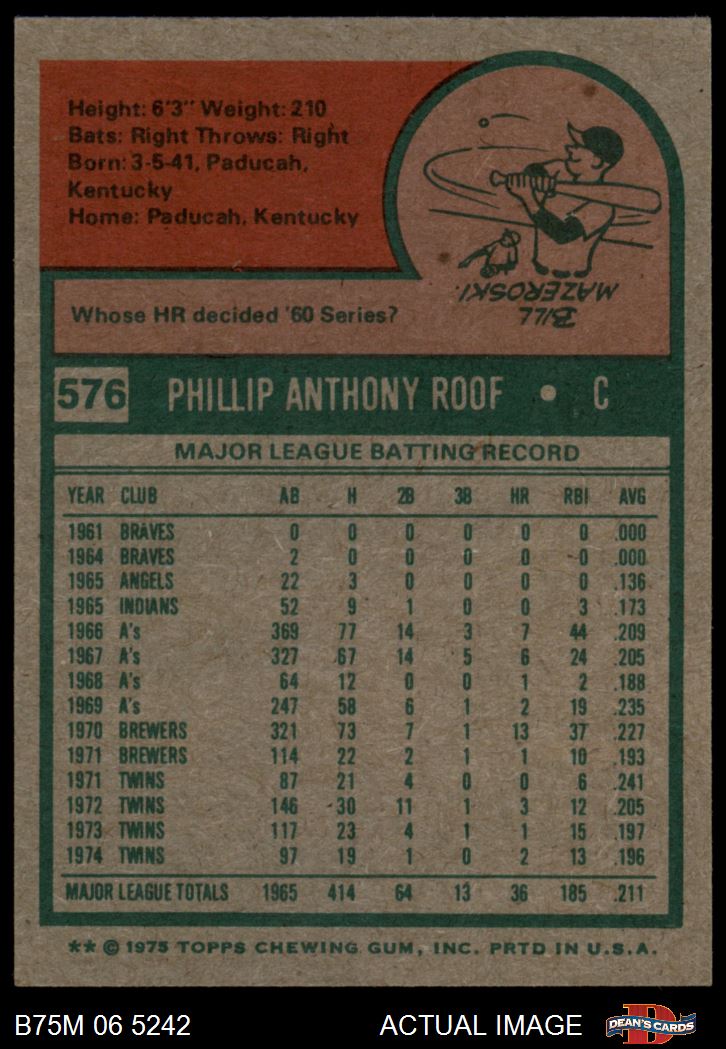 Height: 6'3" Weight: 210
Bats: Right Throws: Right
Born: 3-5-41, Paducah,
Kentucky
Home: Paducah, Kentucky
BILL
MAZEROSKI
Whose HR decided '60 Series?
576 PHILLIP ANTHONY ROOF • C
MAJOR LEAGUE BATTING RECORD
YEAR CLUB AB H 2B 3B HR RBI AVG
1961 BRAVES 0 0 0 0 0 0 .000
1964 BRAVES 2 0 0 0 0 0 .000
1965 ANGELS 22 3 0 0 0 0 .136
1965 INDIANS 52 9 1 0 0 3 .173
1966 A's 369 77 14 3 7 44 .209
1967 A's 327 67 14 5 6 24 .205
1968 A's 64 12 0 0 1 2 .188
1969 A's 247 58 6 1 2 19 .235
1970 BREWERS 321 73 7 1 13 37 .227
1971 BREWERS 114 22 2 1 1 10 .193
1971 TWINS 87 21 4 0 0 6 .241
1972 TWINS 146 30 11 1 3 12 .205
1973 TWINS 117 23 4 1 1 15 .197
1974 TWINS 97 19 1 0 2 13 .196
MAJOR LEAGUE TOTALS 1965 414 64 13 36 185 .211
** © 1975 TOPPS CHEWING GUM, INC. PRTD IN U.S.A.
B75M 06 5242 ACTUAL IMAGE D DEAN'S CARDS